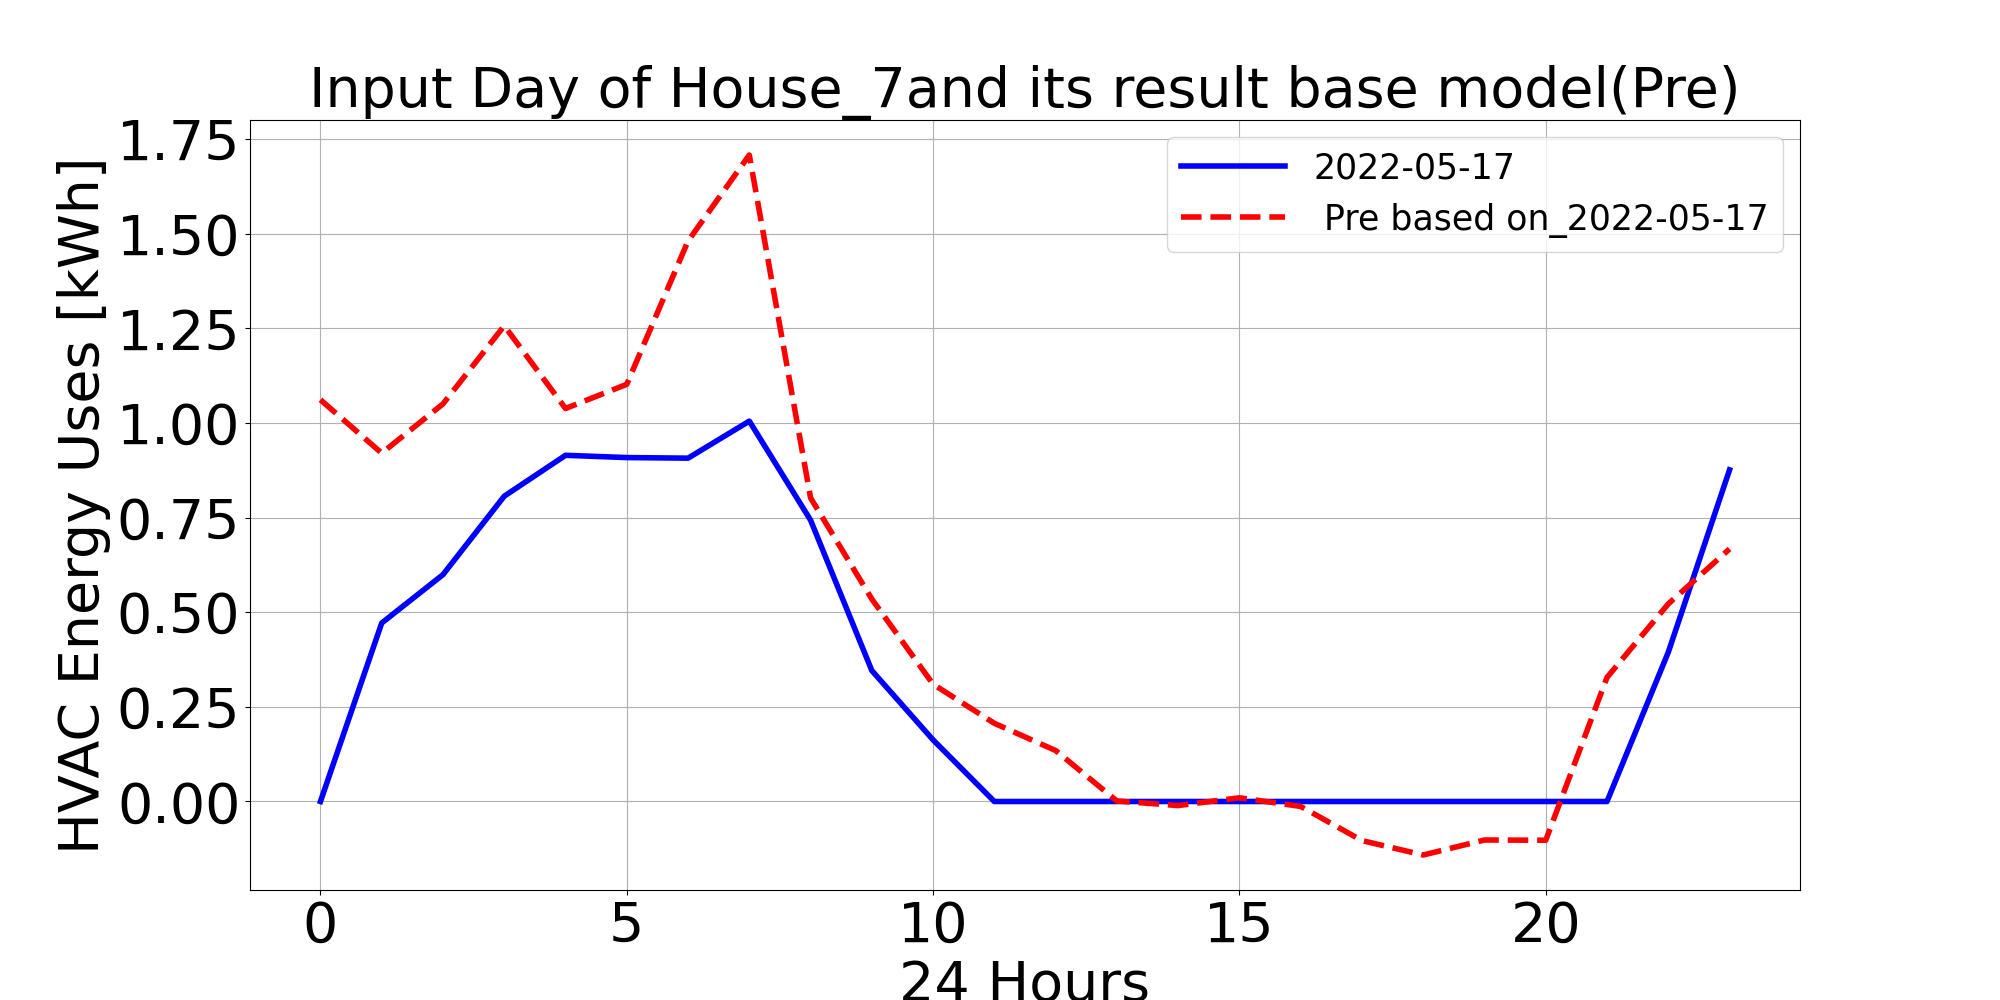 Input Day of House_7and its result base model(Pre)
2022-05-17
Pre based on_2022-05-17
HVAC Energy Uses [kWh]
1.75
1.50
1.25
1.00
0.75
0.50
0.25
0.00
0 5 10 15 20
24 Hours